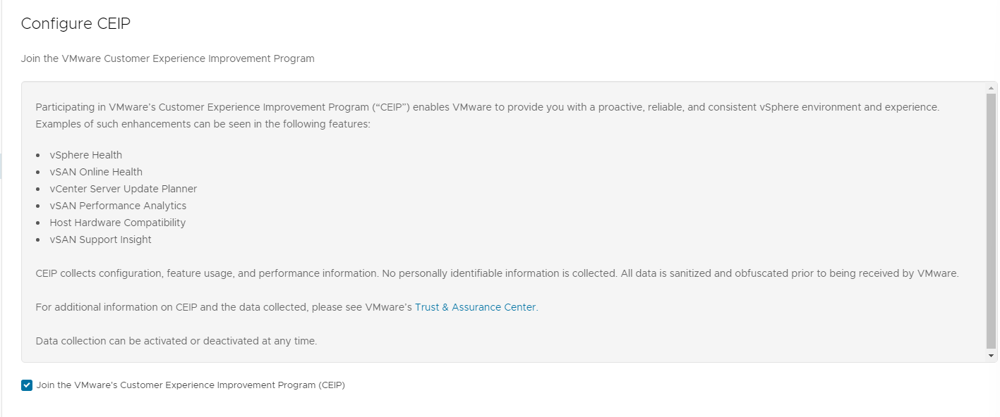 Configure CEIP
Join the VMware Customer Experience Improvement Program
Participating in VMware’s Customer Experience Improvement Program (“CEIP”) enables VMware to provide you with a proactive, reliable, and consistent vSphere environment and experience.
Examples of such enhancements can be seen in the following features:
• vSphere Health
• vSAN Online Health
• vCenter Server Update Planner
• vSAN Performance Analytics
• Host Hardware Compatibility
• vSAN Support Insight
CEIP collects configuration, feature usage, and performance information. No personally identifiable information is collected. All data is sanitized and obfuscated prior to being received by VMware.
For additional information on CEIP and the data collected, please see VMware’s Trust & Assurance Center.
Data collection can be activated or deactivated at any time.
Join the VMware's Customer Experience Improvement Program (CEIP)